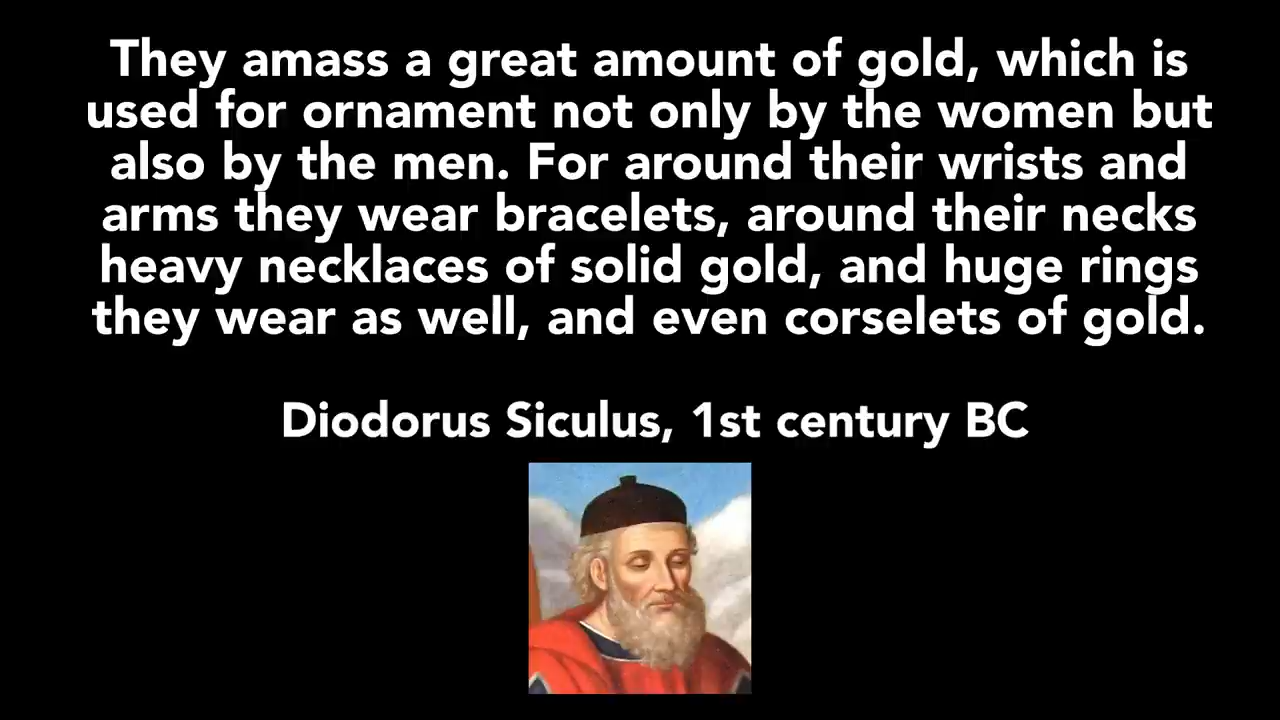 They amass a great amount of gold, which is
used for ornament not only by the women but
also by the men. For around their wrists and
arms they wear bracelets, around their necks
heavy necklaces of solid gold, and huge rings
they wear as well, and even corselets of gold.
Diodorus Siculus, 1st century BC